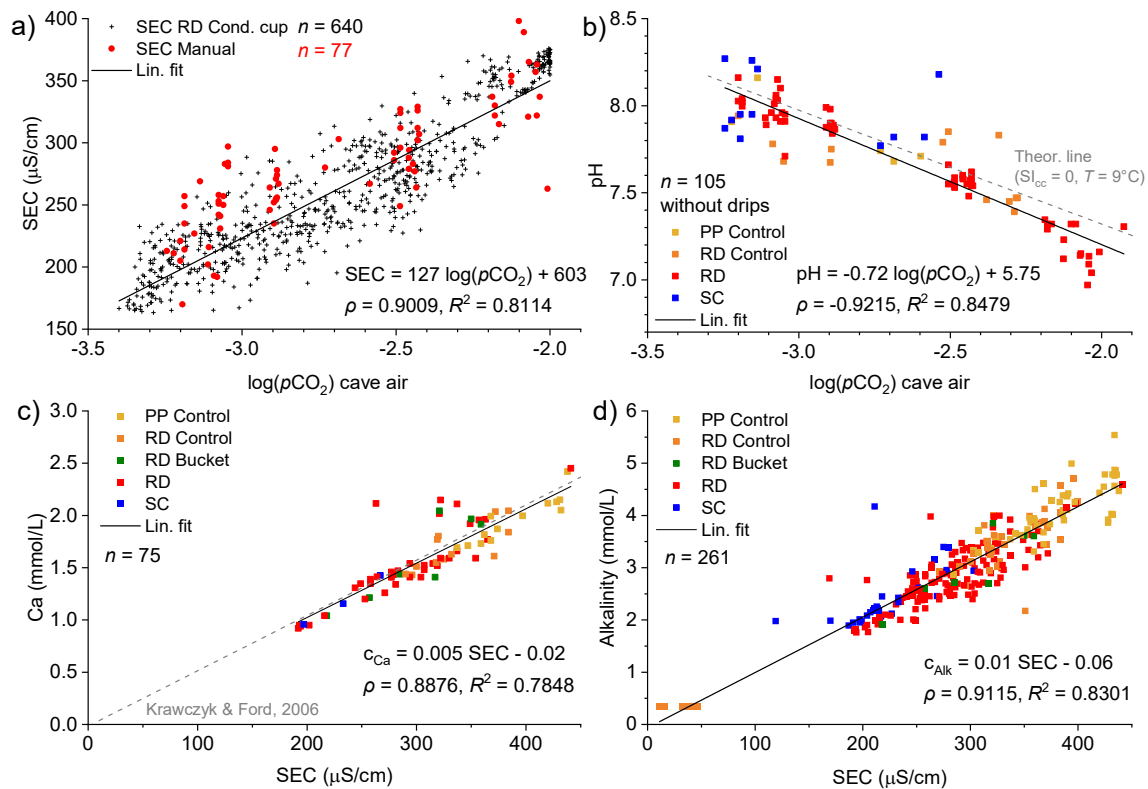 a)
SEC RD Cond. cup n = 640
SEC Manual n = 77
Lin. fit
SEC = 127 log(pCO₂) + 603
ρ = 0.9009, R² = 0.8114
SEC (μS/cm)
400
350
300
250
200
150
-3.5
-3.0
-2.5
-2.0
log(pCO₂) cave air
b)
pH
8.5
8.0
7.5
7.0
Theor. line
(SI_cc = 0, T = 9°C)
n = 105
without drips
PP Control
RD Control
RD
SC
Lin. fit
pH = -0.72 log(pCO₂) + 5.75
ρ = -0.9215, R² = 0.8479
-3.5
-3.0
-2.5
-2.0
log(pCO₂) cave air
c)
PP Control
RD Control
RD Bucket
RD
SC
Lin. fit
n = 75
c_Ca = 0.005 SEC - 0.02
ρ = 0.8876, R² = 0.7848
Krawczyk & Ford, 2006
Ca (mmol/L)
3.0
2.5
2.0
1.5
1.0
0.5
0.0
0
100
200
300
400
SEC (μS/cm)
d)
PP Control
RD Control
RD Bucket
RD
SC
Lin. fit
n = 261
c_Alk = 0.01 SEC - 0.06
ρ = 0.9115, R² = 0.8301
Alkalinity (mmol/L)
6
5
4
3
2
1
0
0
100
200
300
400
SEC (μS/cm)